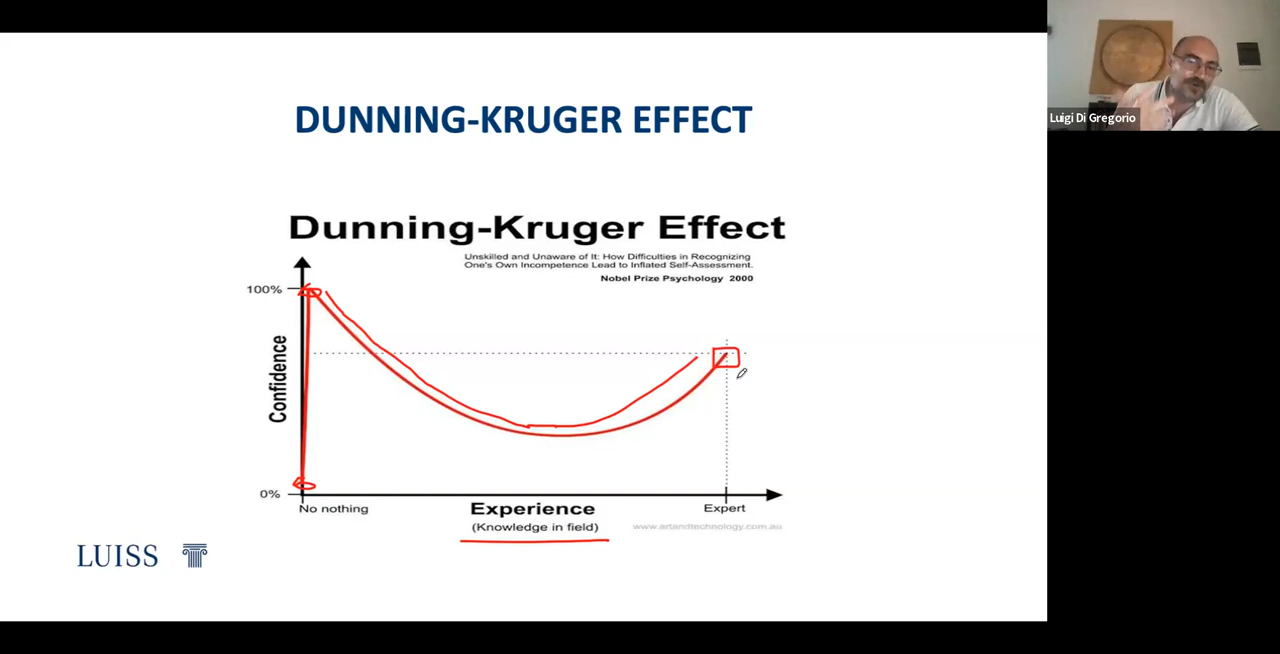 DUNNING-KRUGER EFFECT
Dunning-Kruger Effect
Unskilled and Unaware of It: How Difficulties in Recognizing
One's Own Incompetence Lead to Inflated Self-Assessment.
Nobel Prize Psychology 2000
100%
Confidence
0%
No nothing
Experience
(Knowledge in field)
Expert
www.artandtechnology.com.au
LUISS
Luigi Di Gregorio